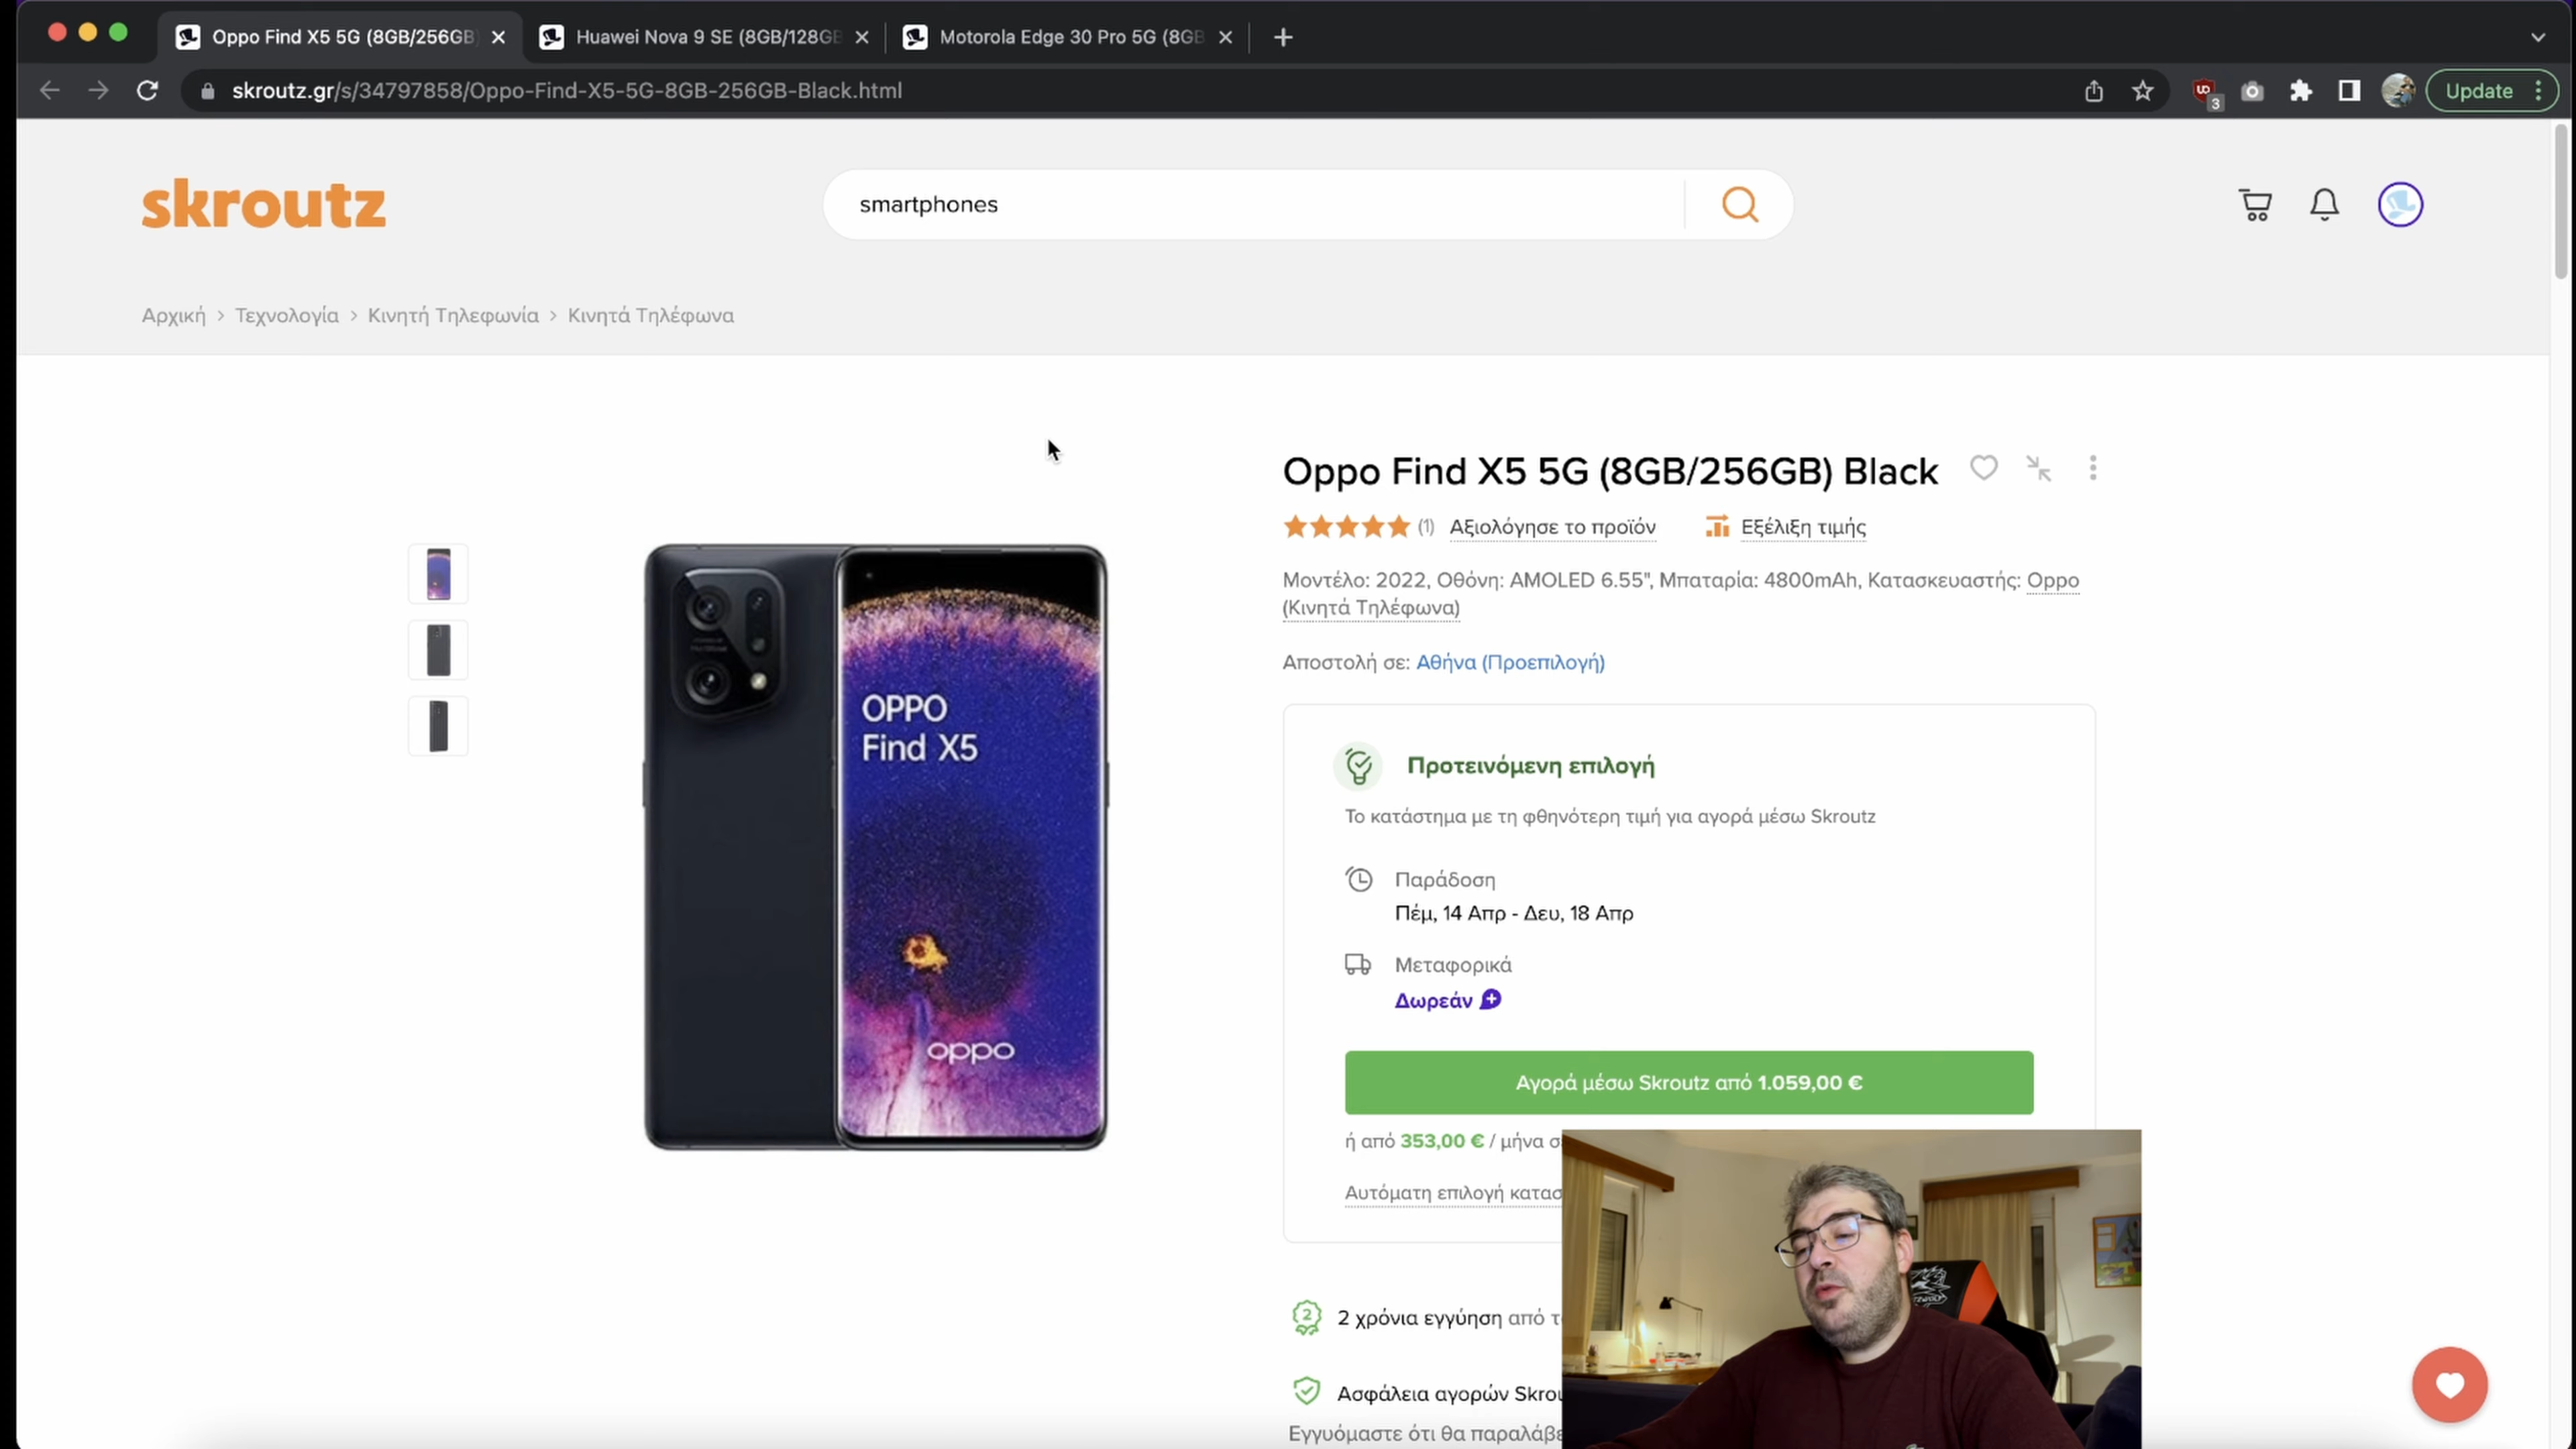 Oppo Find X5 5G (8GB/256GB)
Huawei Nova 9 SE (8GB/128GB
Motorola Edge 30 Pro 5G (8GB
skroutz.gr/s/34797858/Oppo-Find-X5-5G-8GB-256GB-Black.html
3
Update
skroutz
smartphones
Αρχική > Τεχνολογία > Κινητή Τηλεφωνία > Κινητά Τηλέφωνα
Oppo Find X5 5G (8GB/256GB) Black
(1) Αξιολόγησε το προϊόν Εξέλιξη τιμής
Μοντέλο: 2022, Οθόνη: AMOLED 6.55", Μπαταρία: 4800mAh, Κατασκευαστής: Oppo
(Κινητά Τηλέφωνα)
Αποστολή σε: Αθήνα (Προεπιλογή)
OPPO
Find X5
oppo
Προτεινόμενη επιλογή
Το κατάστημα με τη φθηνότερη τιμή για αγορά μέσω Skroutz
Παράδοση
Πέμ, 14 Απρ - Δευ, 18 Απρ
Μεταφορικά
Δωρεάν
Αγορά μέσω Skroutz από 1.059,00 €
ή από 353,00 € / μήνα σ
Αυτόματη επιλογή κατασ
2
2 χρόνια εγγύηση από τ
Ασφάλεια αγορών Skrou
Εγγυόμαστε ότι θα παραλάβε